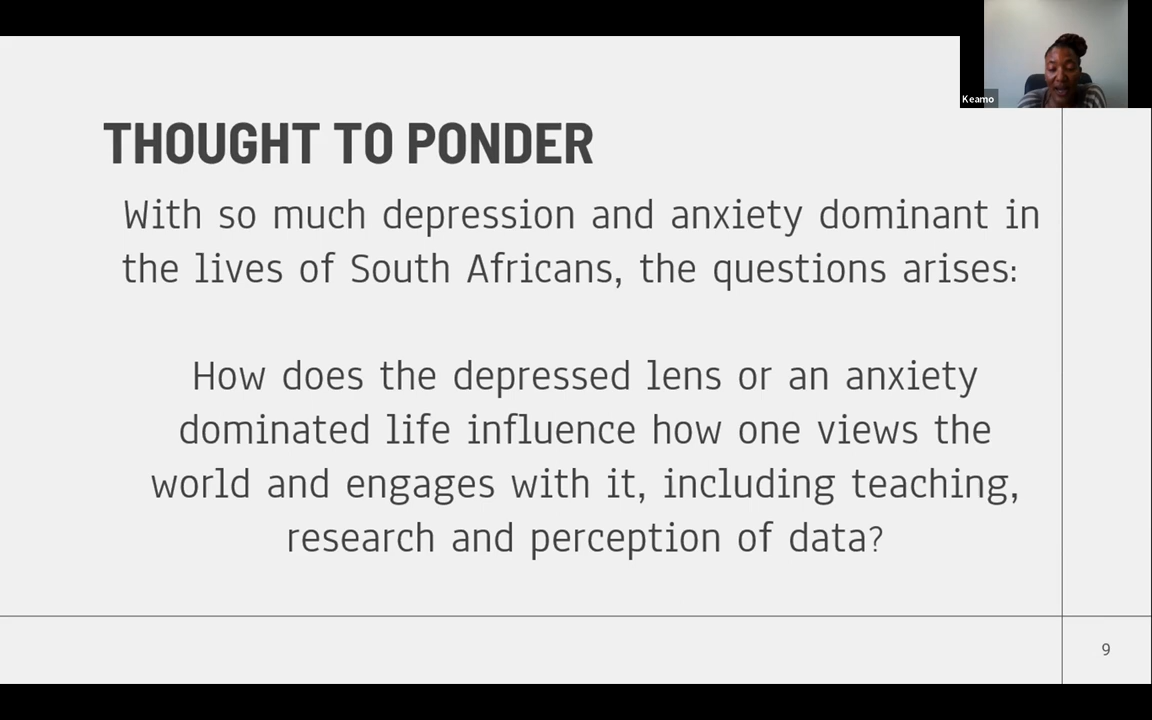 Keamo
THOUGHT TO PONDER
With so much depression and anxiety dominant in
the lives of South Africans, the questions arises:
How does the depressed lens or an anxiety
dominated life influence how one views the
world and engages with it, including teaching,
research and perception of data?
9